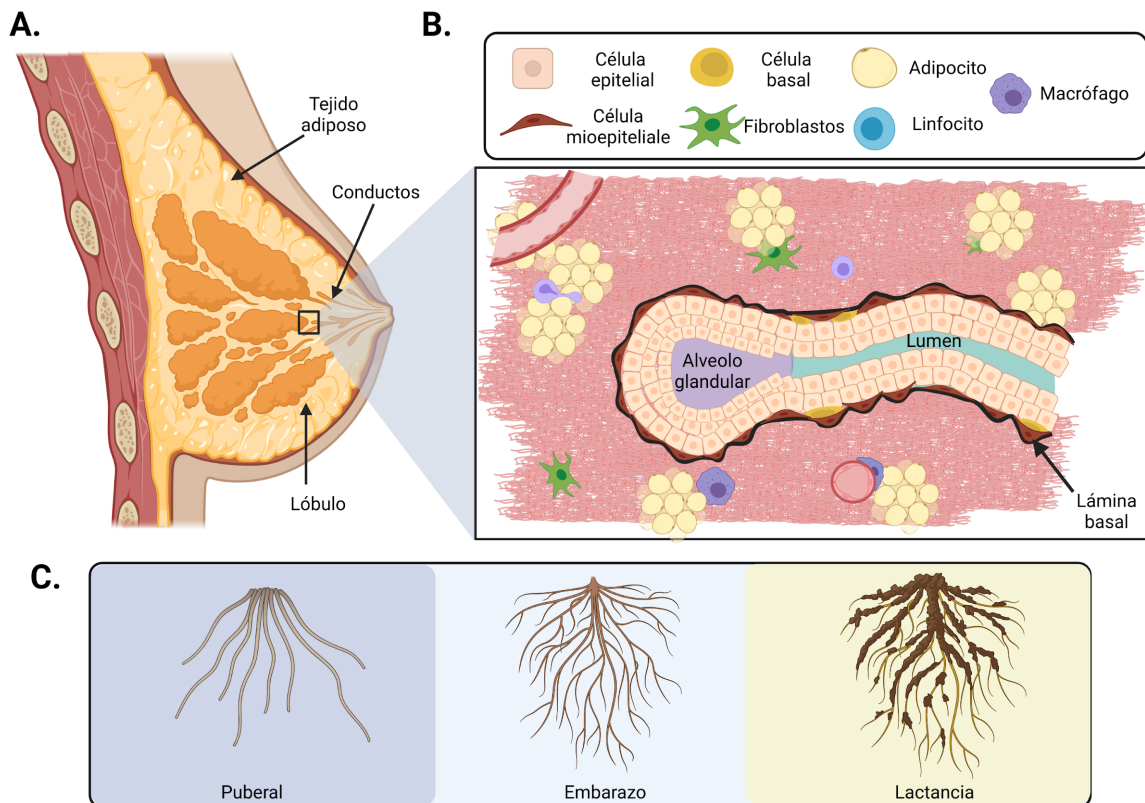 A.
Tejido
adiposo
Conductos
Lóbulo
B.
Célula
epitelial
Célula
basal
Adipocito
Macrófago
Célula
mioepiteliale
Fibroblastos
Linfocito
Alveolo
glandular
Lumen
Lámina
basal
C.
Puberal
Embarazo
Lactancia